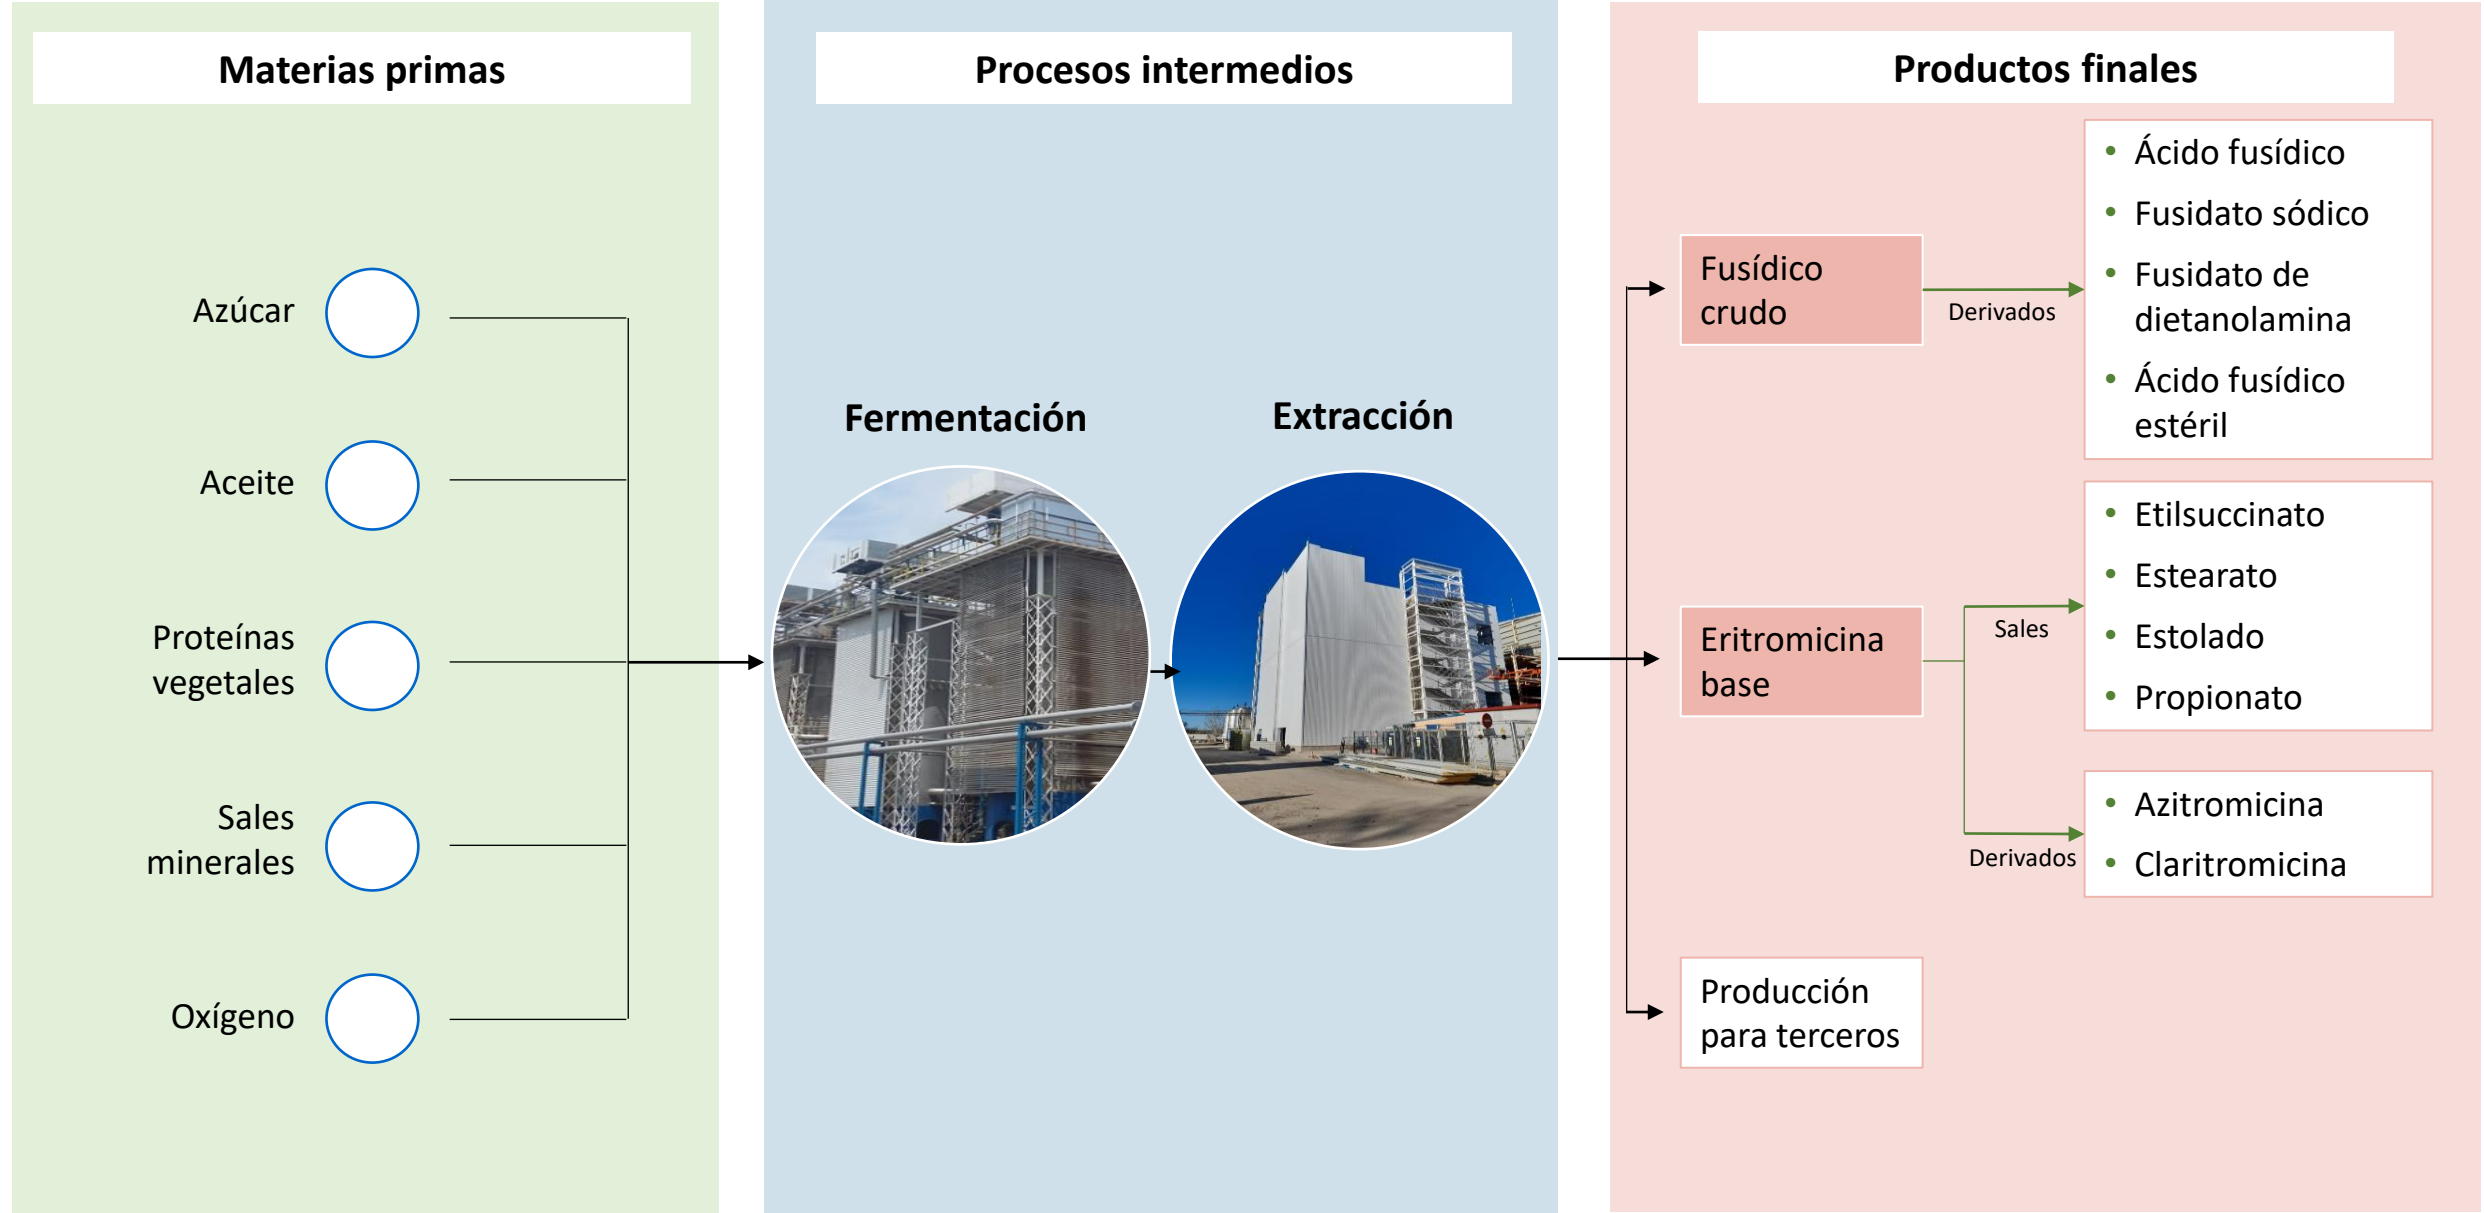 Materias primas
Azúcar
Aceite
Proteínas
vegetales
Sales
minerales
Oxígeno
Procesos intermedios
Fermentación
Extracción
Productos finales
Fusídico
crudo
Derivados
• Ácido fusídico
• Fusidato sódico
• Fusidato de
dietanolamina
• Ácido fusídico
estéril
Eritromicina
base
Sales
• Etilsuccinato
• Estearato
• Estolado
• Propionato
Derivados
• Azitromicina
• Claritromicina
Producción
para terceros